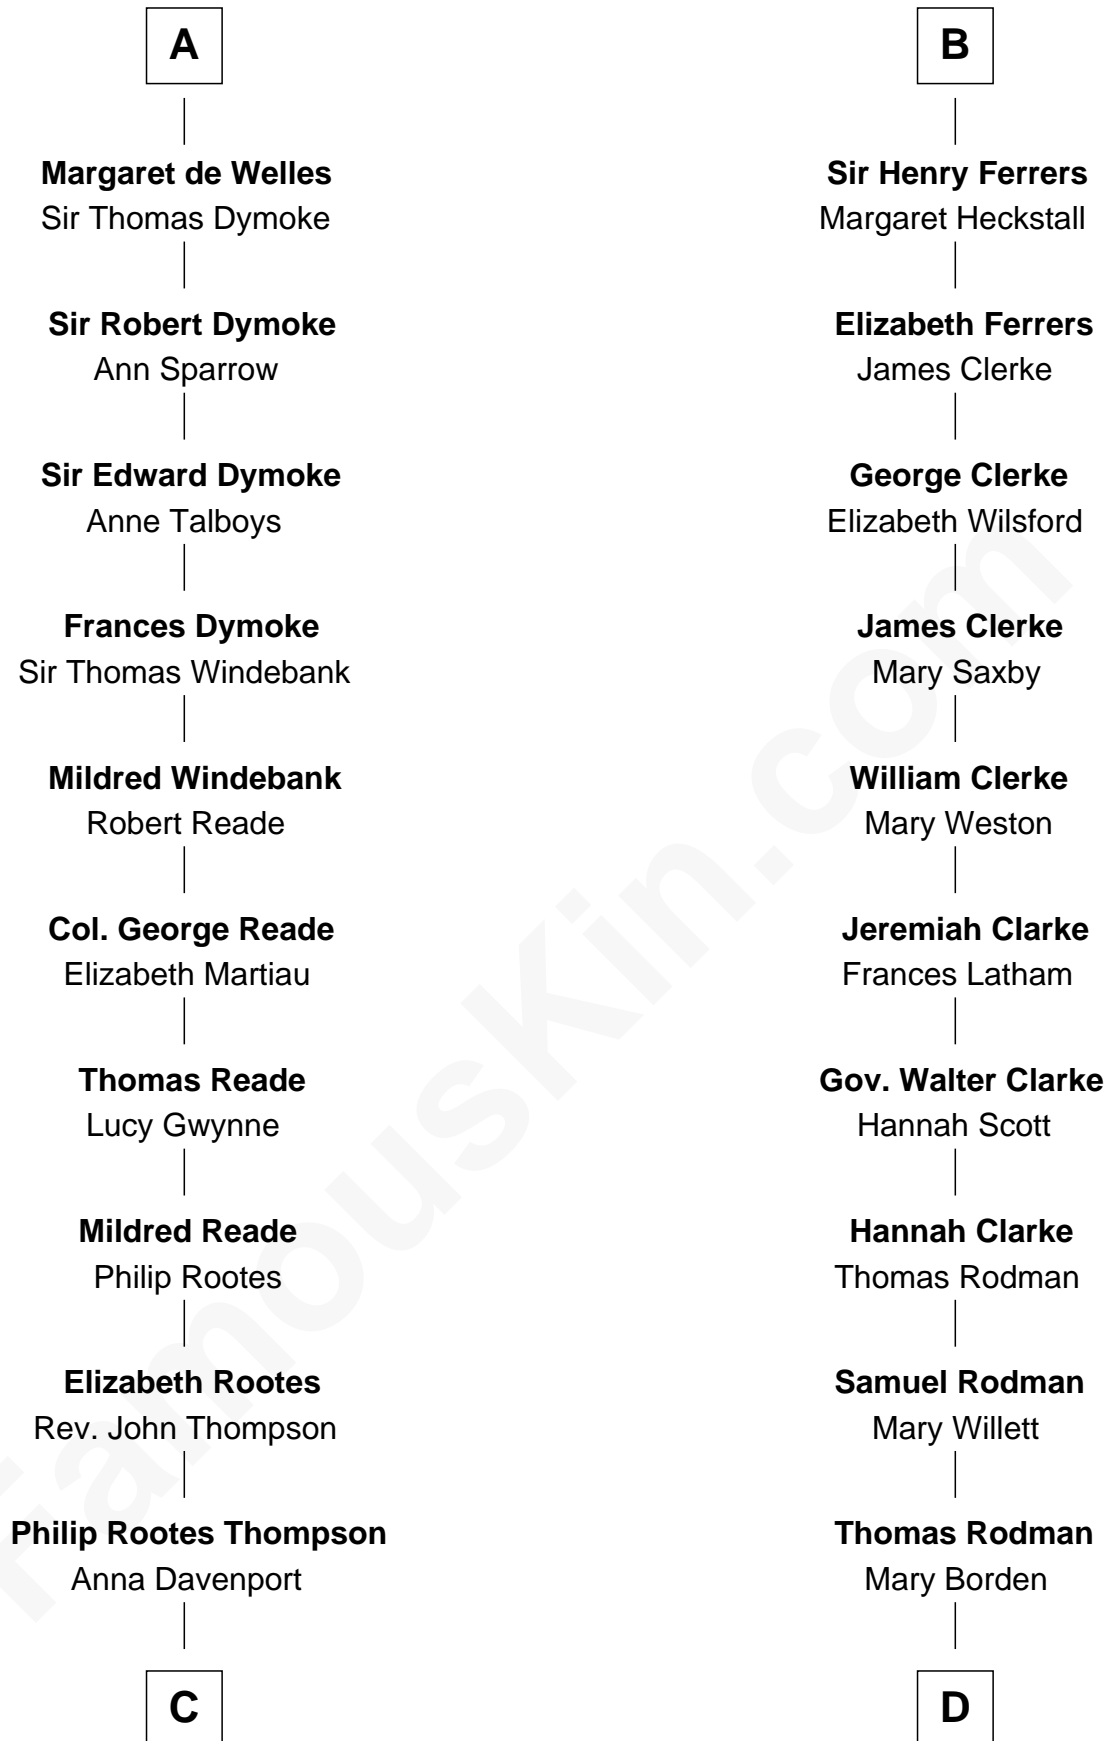 A
Margaret de Welles
Sir Thomas Dymoke
Sir Robert Dymoke
Ann Sparrow
Sir Edward Dymoke
Anne Talboys
Frances Dymoke
Sir Thomas Windebank
Mildred Windebank
Robert Reade
Col. George Reade
Elizabeth Martiau
Thomas Reade
Lucy Gwynne
Mildred Reade
Philip Rootes
Elizabeth Rootes
Rev. John Thompson
Philip Rootes Thompson
Anna Davenport
C
B
Sir Henry Ferrers
Margaret Heckstall
Elizabeth Ferrers
James Clerke
George Clerke
Elizabeth Wilsford
James Clerke
Mary Saxby
William Clerke
Mary Weston
Jeremiah Clarke
Frances Latham
Gov. Walter Clarke
Hannah Scott
Hannah Clarke
Thomas Rodman
Samuel Rodman
Mary Willett
Thomas Rodman
Mary Borden
D
FamousKin.com